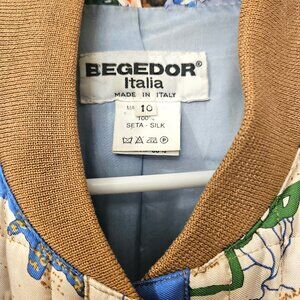 BEGEDOR®
Italia
MADE IN ITALY
10
100%
SETA - SILK